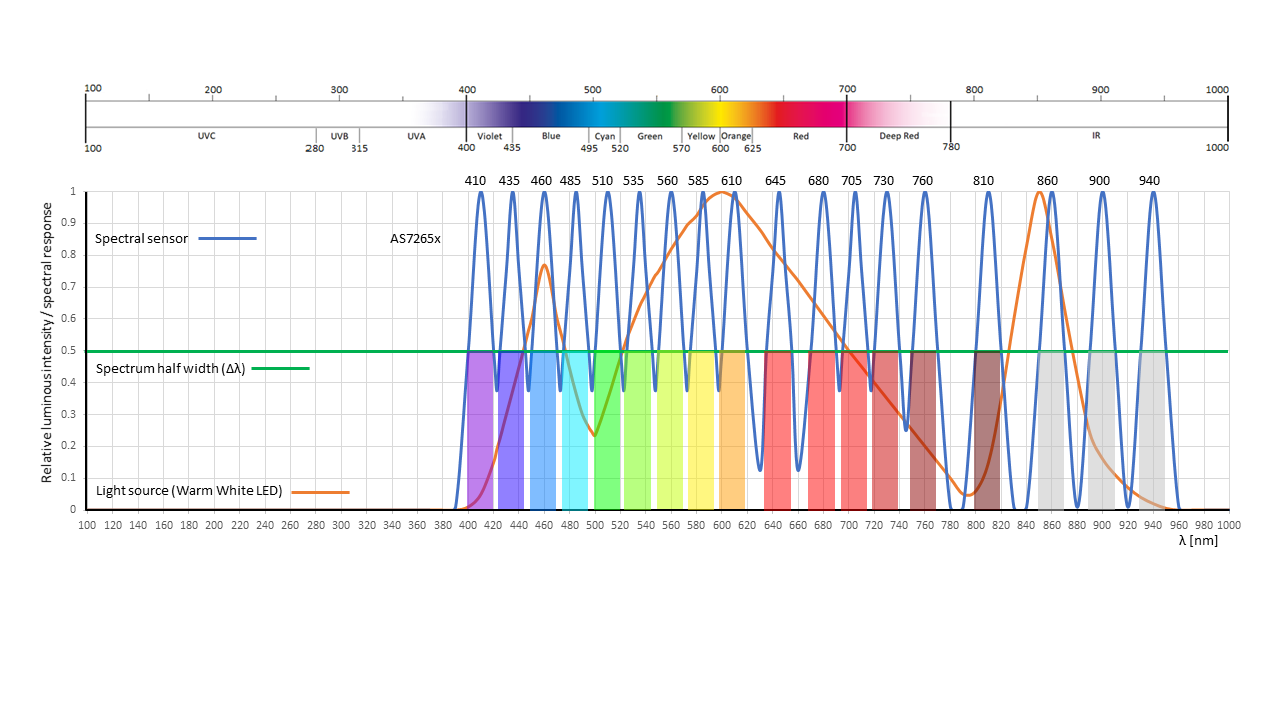 100 200 300 400 500 600 700 800 900 1000
UVC UVB UVA Violet Blue Cyan Green Yellow Orange Red Deep Red IR
100 280 315 400 435 495 520 570 600 625 700 780 1000
410 435 460 485 510 535 560 585 610 645 680 705 730 760 810 860 900 940
Relative luminous intensity / spectral response
1
0.9
0.8
0.7
0.6
0.5
0.4
0.3
0.2
0.1
0
Spectral sensor
AS7265x
Spectrum half width (Δλ)
Light source (Warm White LED)
100 120 140 160 180 200 220 240 260 280 300 320 340 360 380 400 420 440 460 480 500 520 540 560 580 600 620 640 660 680 700 720 740 760 780 800 820 840 860 880 900 920 940 960 980 1000
λ [nm]